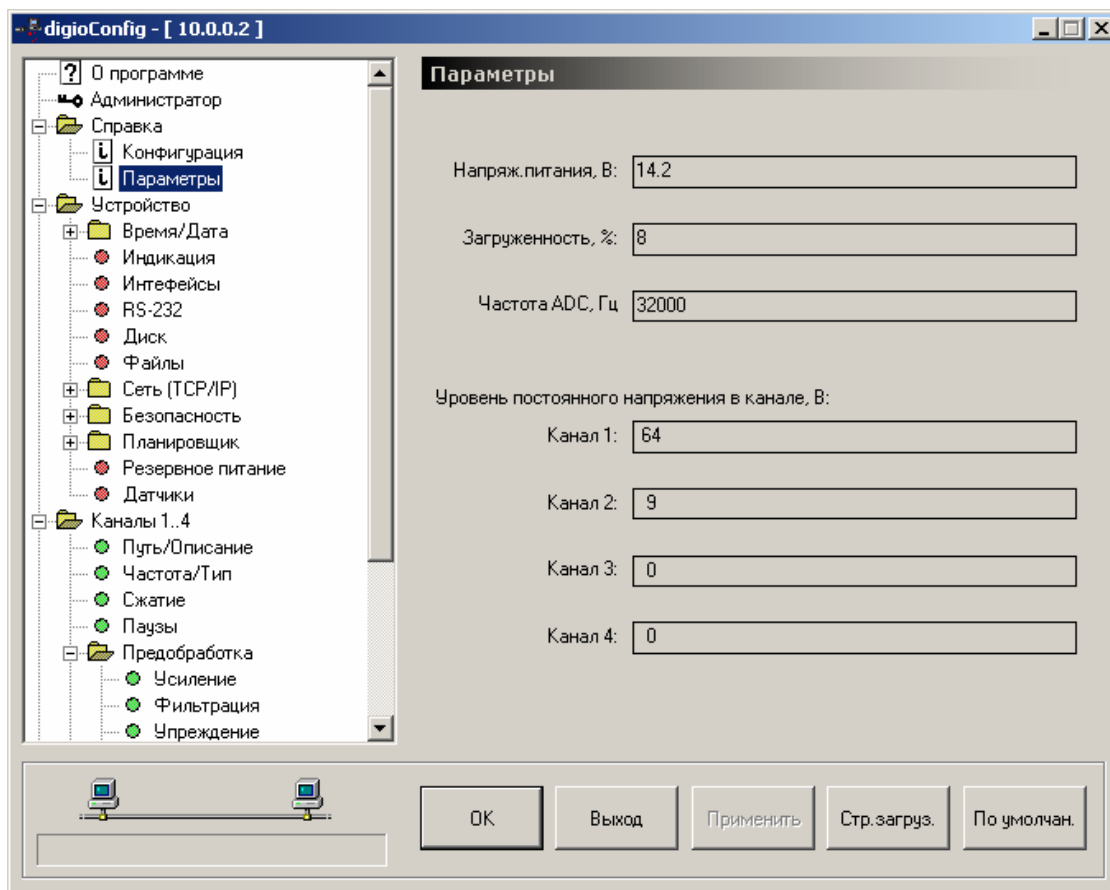 digioConfig - [ 10.0.0.2 ]
О программе
Администратор
Справка
Конфигурация
Параметры
Устройство
Время/Дата
Индикация
Интефейсы
RS-232
Диск
Файлы
Сеть (TCP/IP)
Безопасность
Планировщик
Резервное питание
Датчики
Каналы 1..4
Путь/Описание
Частота/Тип
Сжатие
Паузы
Предобработка
Усиление
Фильтрация
Упреждение
Параметры
Напряж.питания, В: 14.2
Загруженность, %: 8
Частота ADC, Гц 32000
Уровень постоянного напряжения в канале, В:
Канал 1: 64
Канал 2: 9
Канал 3: 0
Канал 4: 0
OK
Выход
Применить
Стр.загруз.
По умолчан.